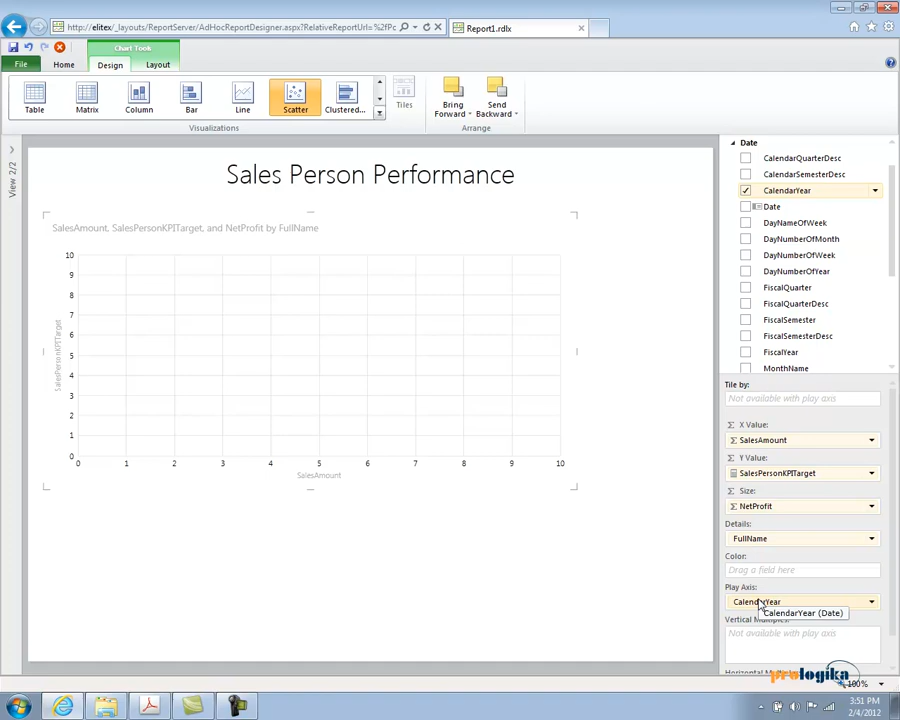 http://elitex/_layouts/ReportServer/AdHocReportDesigner.aspx?RelativeReportUrl=%2fPc
Report1.rdlx
Chart Tools
File
Home
Design
Layout
Table
Matrix
Column
Bar
Line
Scatter
Clustered...
Tiles
Bring
Forward
Send
Backward
Visualizations
Arrange
View 2/2
Sales Person Performance
SalesAmount, SalesPersonKPITarget, and NetProfit by FullName
10
9
8
7
6
5
4
3
2
1
0
SalesPersonKPITarget
0 1 2 3 4 5 6 7 8 9 10
SalesAmount
Date
CalendarQuarterDesc
CalendarSemesterDesc
CalendarYear
Date
DayNameOfWeek
DayNumberOfMonth
DayNumberOfWeek
DayNumberOfYear
FiscalQuarter
FiscalQuarterDesc
FiscalSemester
FiscalSemesterDesc
FiscalYear
MonthName
Tile by:
Not available with play axis
Σ X Value:
Σ SalesAmount
Σ Y Value:
SalesPersonKPITarget
Σ Size:
Σ NetProfit
Details:
FullName
Color:
Drag a field here
Play Axis:
CalendarYear
CalendarYear (Date)
Vertical Multiples:
Not available with play axis
prologika
100%
3:51 PM
2/4/2012